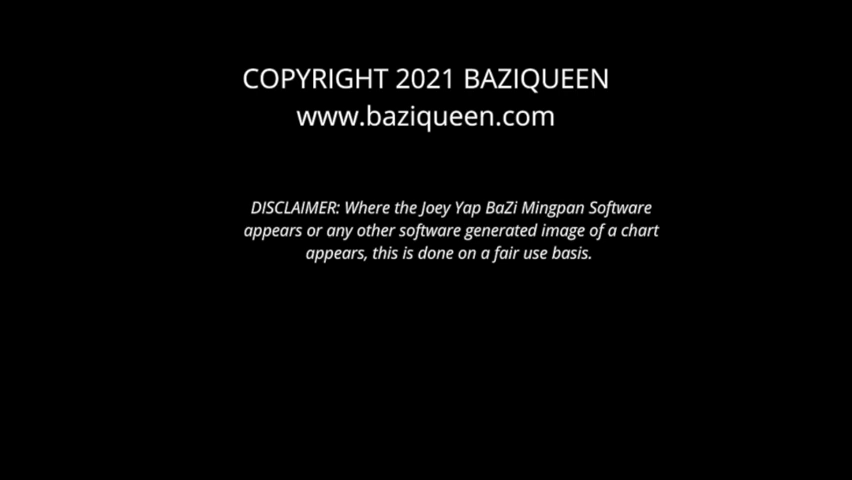 COPYRIGHT 2021 BAZIQUEEN
www.baziqueen.com
DISCLAIMER: Where the Joey Yap BaZi Mingpan Software
appears or any other software generated image of a chart
appears, this is done on a fair use basis.